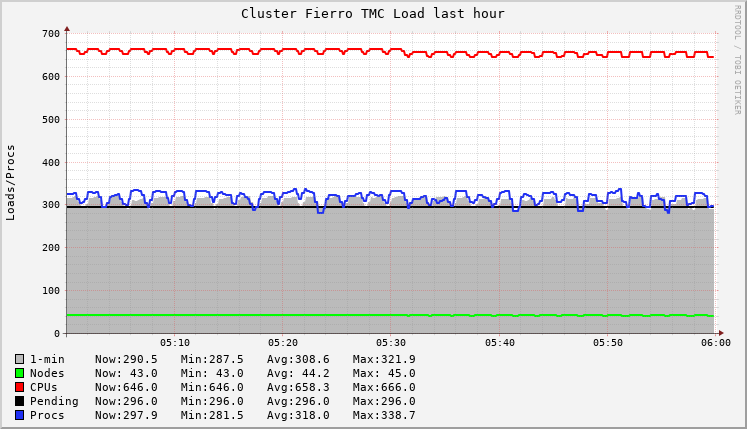 Cluster Fierro TMC Load last hour
RRDTOOL / TOBI OETIKER
Loads/Procs
700
600
500
400
300
200
100
0
05:10 05:20 05:30 05:40 05:50 06:00
1-min Now:290.5 Min:287.5 Avg:308.6 Max:321.9
Nodes Now: 43.0 Min: 43.0 Avg: 44.2 Max: 45.0
CPUs Now:646.0 Min:646.0 Avg:658.3 Max:666.0
Pending Now:296.0 Min:296.0 Avg:296.0 Max:296.0
Procs Now:297.9 Min:281.5 Avg:318.0 Max:338.7